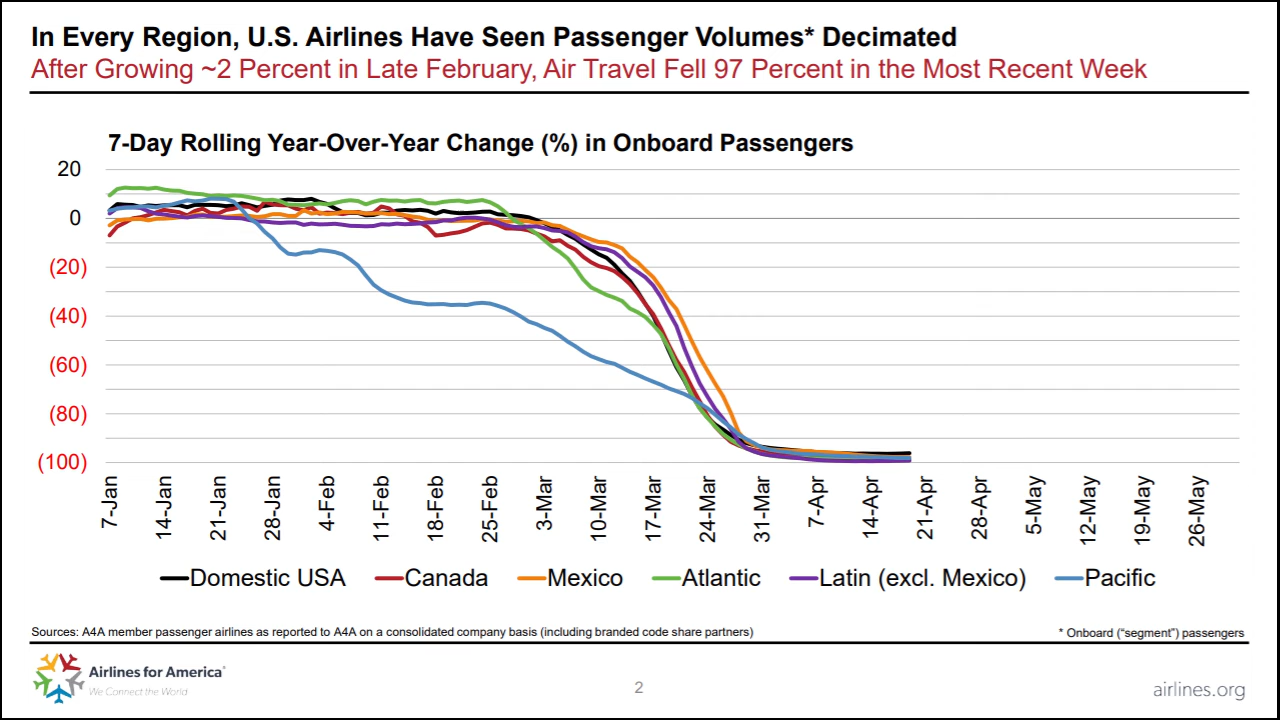 In Every Region, U.S. Airlines Have Seen Passenger Volumes* Decimated
After Growing ~2 Percent in Late February, Air Travel Fell 97 Percent in the Most Recent Week
7-Day Rolling Year-Over-Year Change (%) in Onboard Passengers
20
0
(20)
(40)
(60)
(80)
(100)
7-Jan
14-Jan
21-Jan
28-Jan
4-Feb
11-Feb
18-Feb
25-Feb
3-Mar
10-Mar
17-Mar
24-Mar
31-Mar
7-Apr
14-Apr
21-Apr
28-Apr
5-May
12-May
19-May
26-May
Domestic USA Canada Mexico Atlantic Latin (excl. Mexico) Pacific
Sources: A4A member passenger airlines as reported to A4A on a consolidated company basis (including branded code share partners)
* Onboard (“segment”) passengers
Airlines for America®
We Connect the World
2
airlines.org